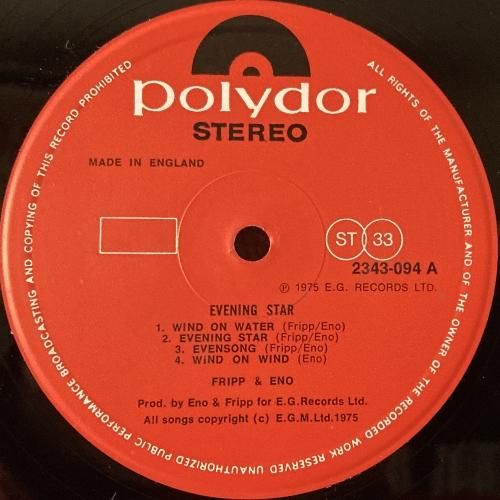 polydor
STEREO
MADE IN ENGLAND
ST 33
2343-094 A
℗ 1975 E.G. RECORDS LTD.
EVENING STAR
1. WIND ON WATER (Fripp/Eno)
2. EVENING STAR (Fripp/Eno)
3. EVENSONG (Fripp/Eno)
4. WIND ON WIND (Eno)
FRIPP & ENO
Prod. by Eno & Fripp for E.G.Records Ltd.
All songs copyright (c) E.G.M.Ltd.1975
ALL RIGHTS OF THE MANUFACTURER AND OF THE OWNER OF THE RECORDED WORK RESERVED UNAUTHORIZED PUBLIC PERFORMANCE BROADCASTING AND COPYING OF THIS RECORD PROHIBITED